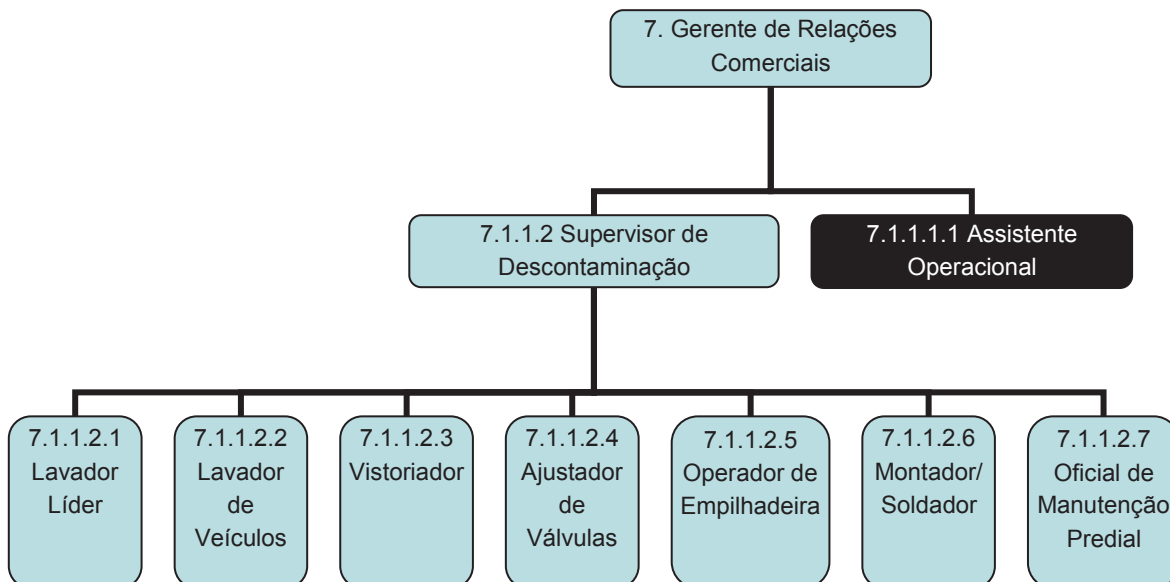 7. Gerente de Relações
Comerciais
7.1.1.2 Supervisor de
Descontaminação
7.1.1.1.1 Assistente
Operacional
7.1.1.2.1
Lavador
Líder
7.1.1.2.2
Lavador
de
Veículos
7.1.1.2.3
Vistoriador
7.1.1.2.4
Ajustador
de
Válvulas
7.1.1.2.5
Operador de
Empilhadeira
7.1.1.2.6
Montador/
Soldador
7.1.1.2.7
Oficial de
Manutenção
Predial